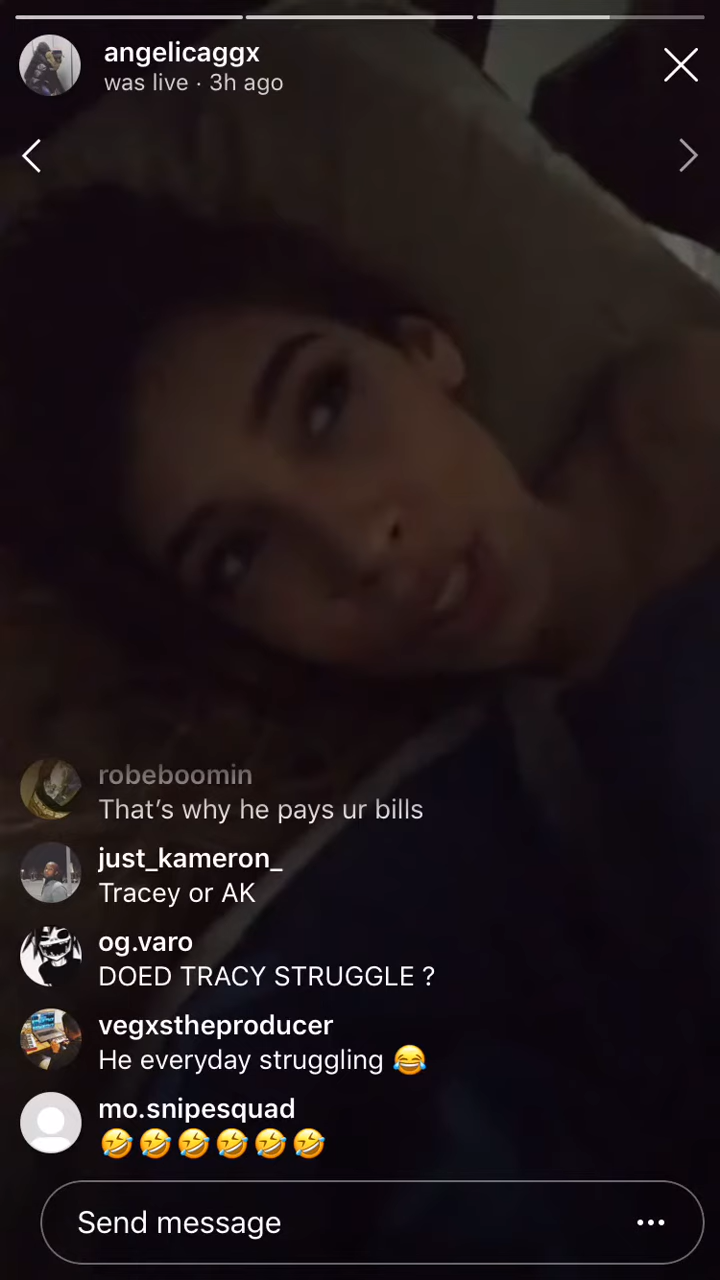 angelicaggx
was live · 3h ago
robeboomin
That’s why he pays ur bills
just_kameron_
Tracey or AK
og.varo
DOED TRACY STRUGGLE ?
vegxstheproducer
He everyday struggling 😂
mo.snipesquad
🤣🤣🤣🤣🤣🤣
Send message